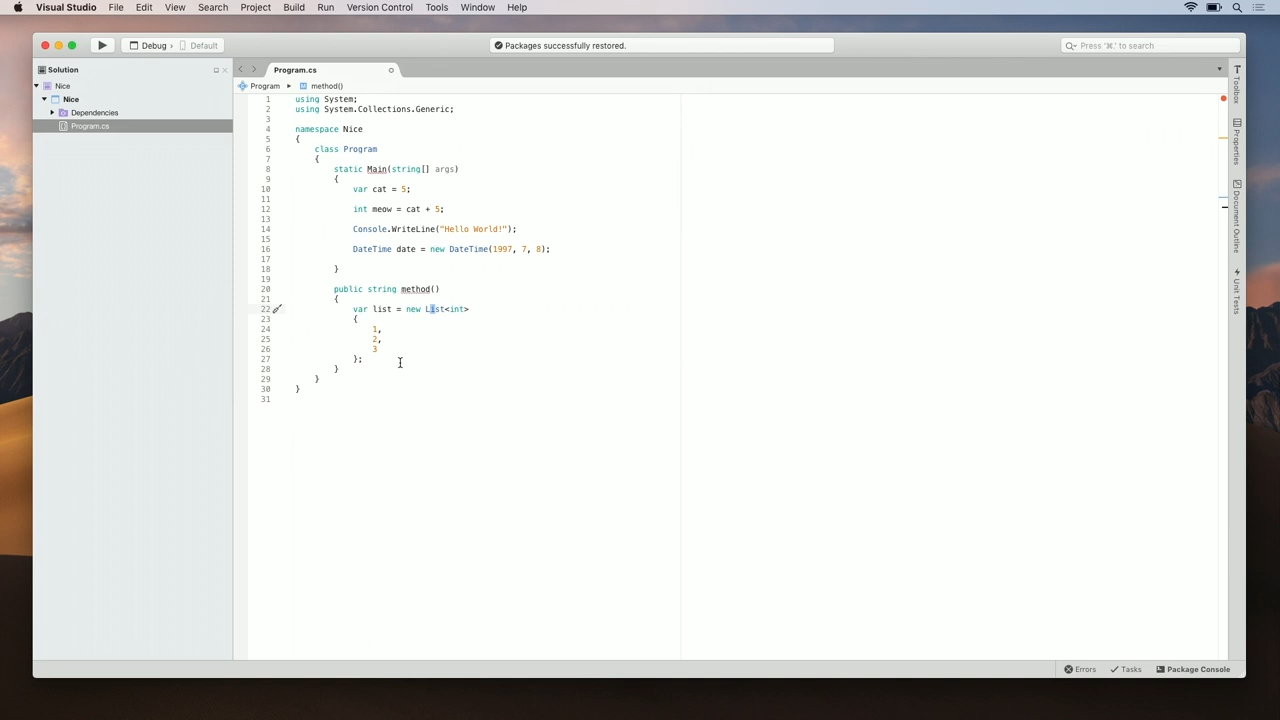 Visual Studio File Edit View Search Project Build Run Version Control Tools Window Help
Debug › Default
Packages successfully restored.
Press '⌘.' to search
Solution
Nice
Nice
Dependencies
Program.cs
Program.cs
Program ▸ method()
1 using System;
2 using System.Collections.Generic;
3
4 namespace Nice
5 {
6 class Program
7 {
8 static Main(string[] args)
9 {
10 var cat = 5;
11
12 int meow = cat + 5;
13
14 Console.WriteLine("Hello World!");
15
16 DateTime date = new DateTime(1997, 7, 8);
17
18 }
19
20 public string method()
21 {
22 var list = new List<int>
23 {
24 1,
25 2,
26 3
27 };
28 }
29 }
30 }
31
Toolbox
Properties
Document Outline
Unit Tests
Errors Tasks Package Console